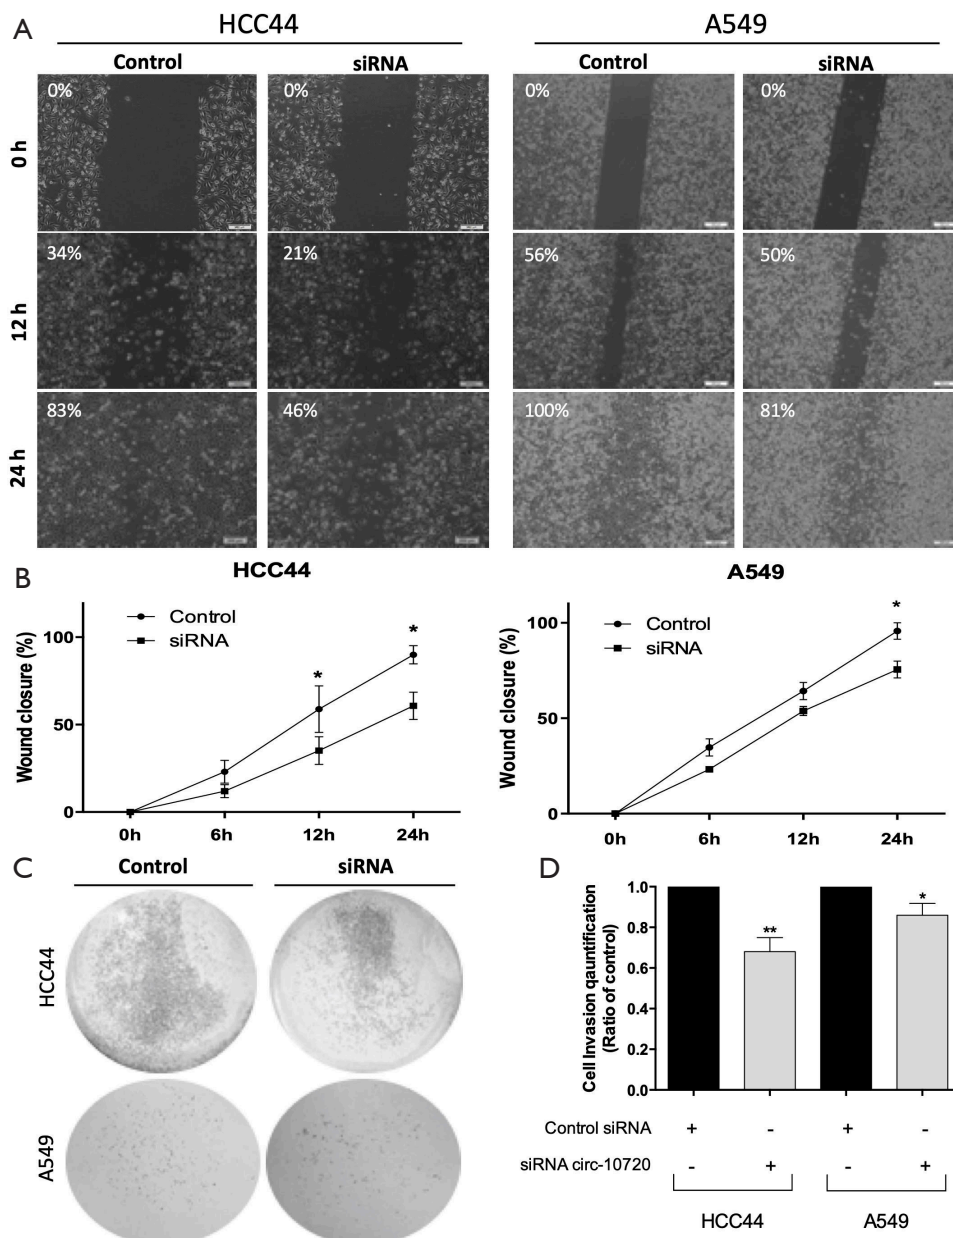 A
HCC44 A549
Control siRNA Control siRNA
0 h
0% 0% 0% 0%
12 h
34% 21% 56% 50%
24 h
83% 46% 100% 81%
B
HCC44
Control
siRNA
* *
Wound closure (%)
100
50
0
0h 6h 12h 24h
A549
Control
siRNA
*
Wound closure (%)
100
50
0
0h 6h 12h 24h
C
Control siRNA
HCC44
A549
D
Cell Invasion qauntification
(Ratio of control)
1.0
0.8
0.6
0.4
0.2
0.0
** *
Control siRNA + - + -
siRNA circ-10720 - + - +
HCC44 A549